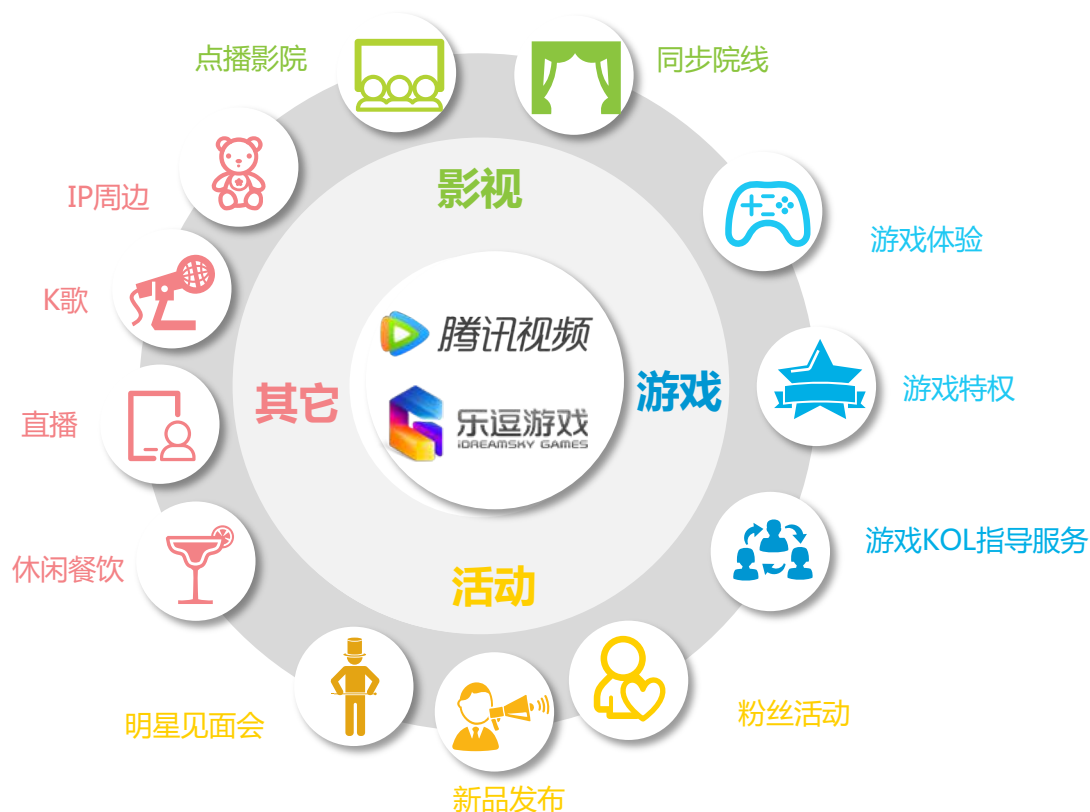 点播影院
同步院线
IP周边
影视
游戏体验
K歌
腾讯视频
其它
游戏
游戏特权
直播
乐逗游戏
iDREAMSKY GAMES
休闲餐饮
游戏KOL指导服务
活动
明星见面会
粉丝活动
新品发布